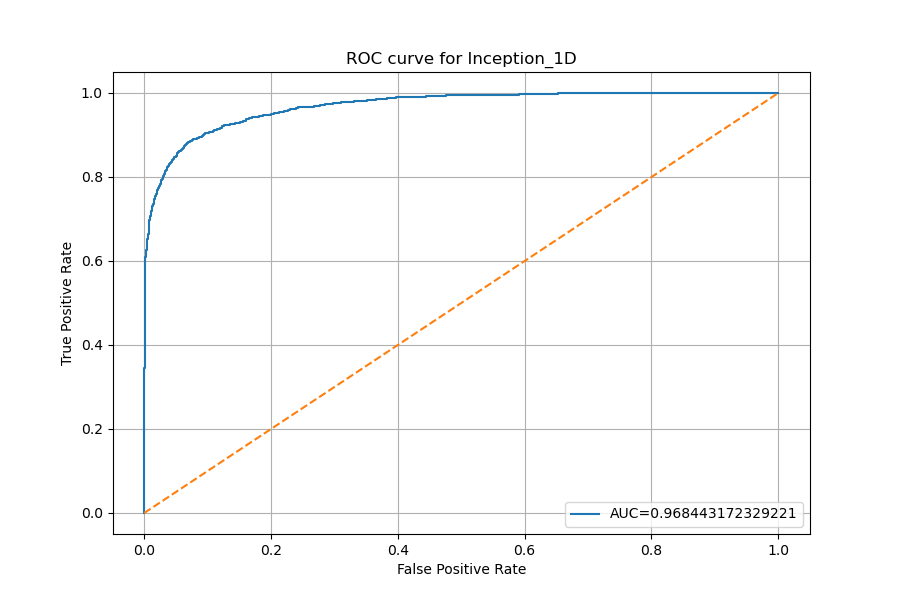 ROC curve for Inception_1D
True Positive Rate
1.0
0.8
0.6
0.4
0.2
0.0
AUC=0.968443172329221
0.0 0.2 0.4 0.6 0.8 1.0
False Positive Rate